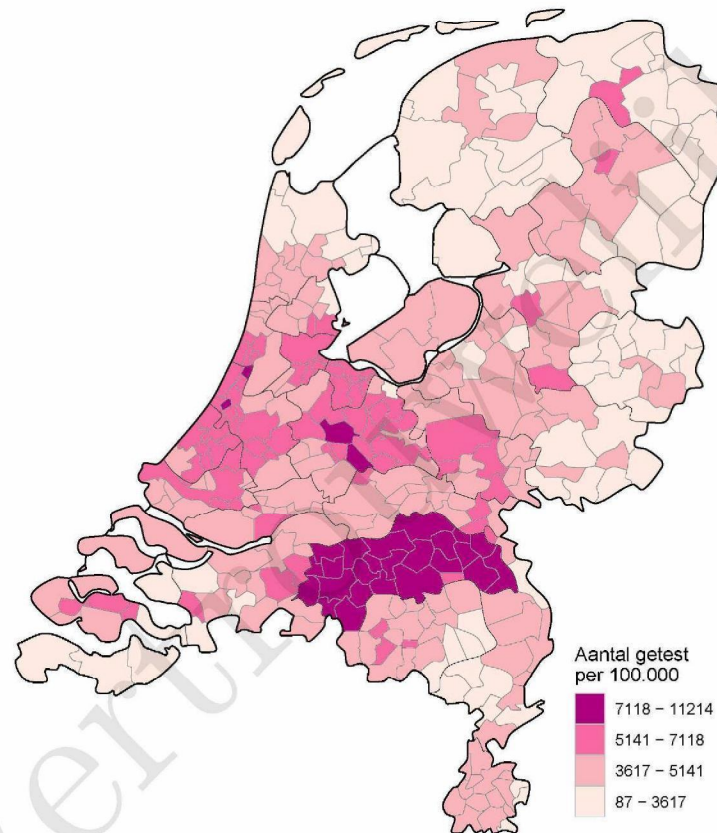 Aantal getest
per 100.000
7118 – 11214
5141 – 7118
3617 – 5141
87 – 3617